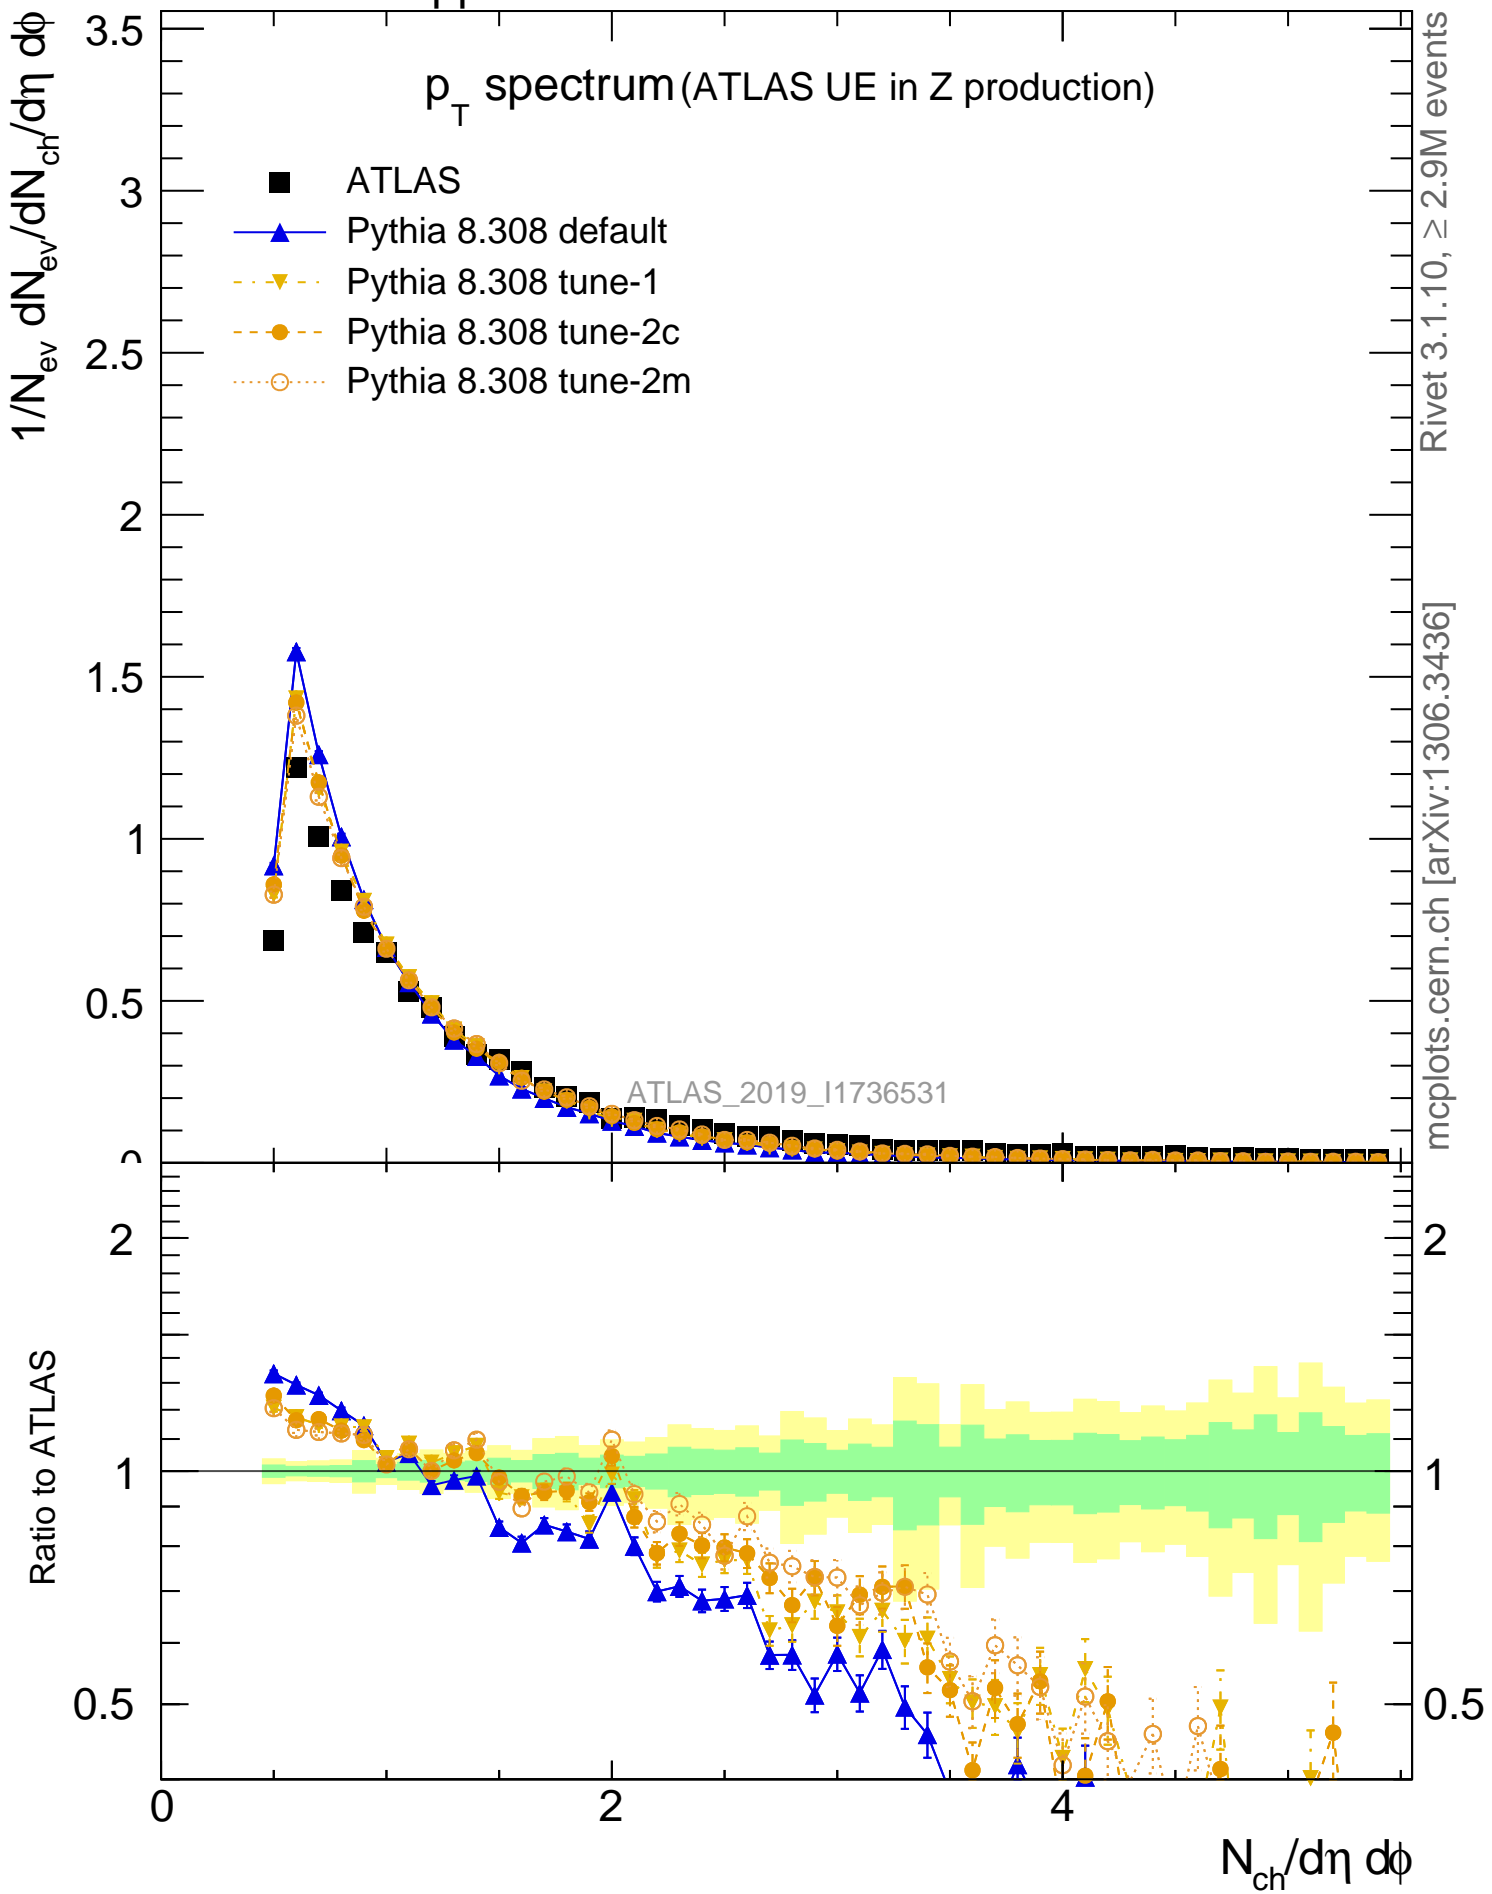 pp
1/N_ev dN_ev/dN_ch/dη dϕ
p_T spectrum (ATLAS UE in Z production)
ATLAS
Pythia 8.308 default
Pythia 8.308 tune-1
Pythia 8.308 tune-2c
Pythia 8.308 tune-2m
3.5
3
2.5
2
1.5
1
0.5
0
ATLAS_2019_I1736531
Rivet 3.1.10, ≥ 2.9M events
mcplots.cern.ch [arXiv:1306.3436]
Ratio to ATLAS
2
1
0.5
2
1
0.5
0
2
4
N_ch/dη dϕ